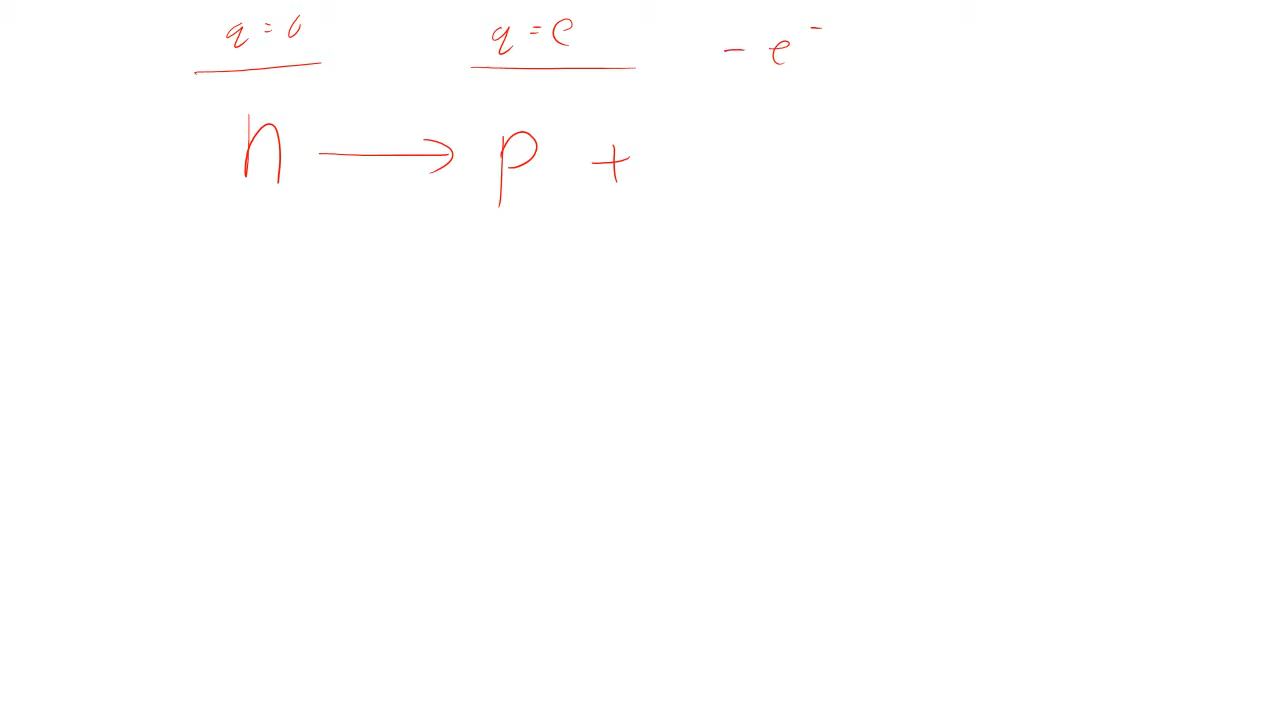 q = 0 q = e - e⁻
n → p +